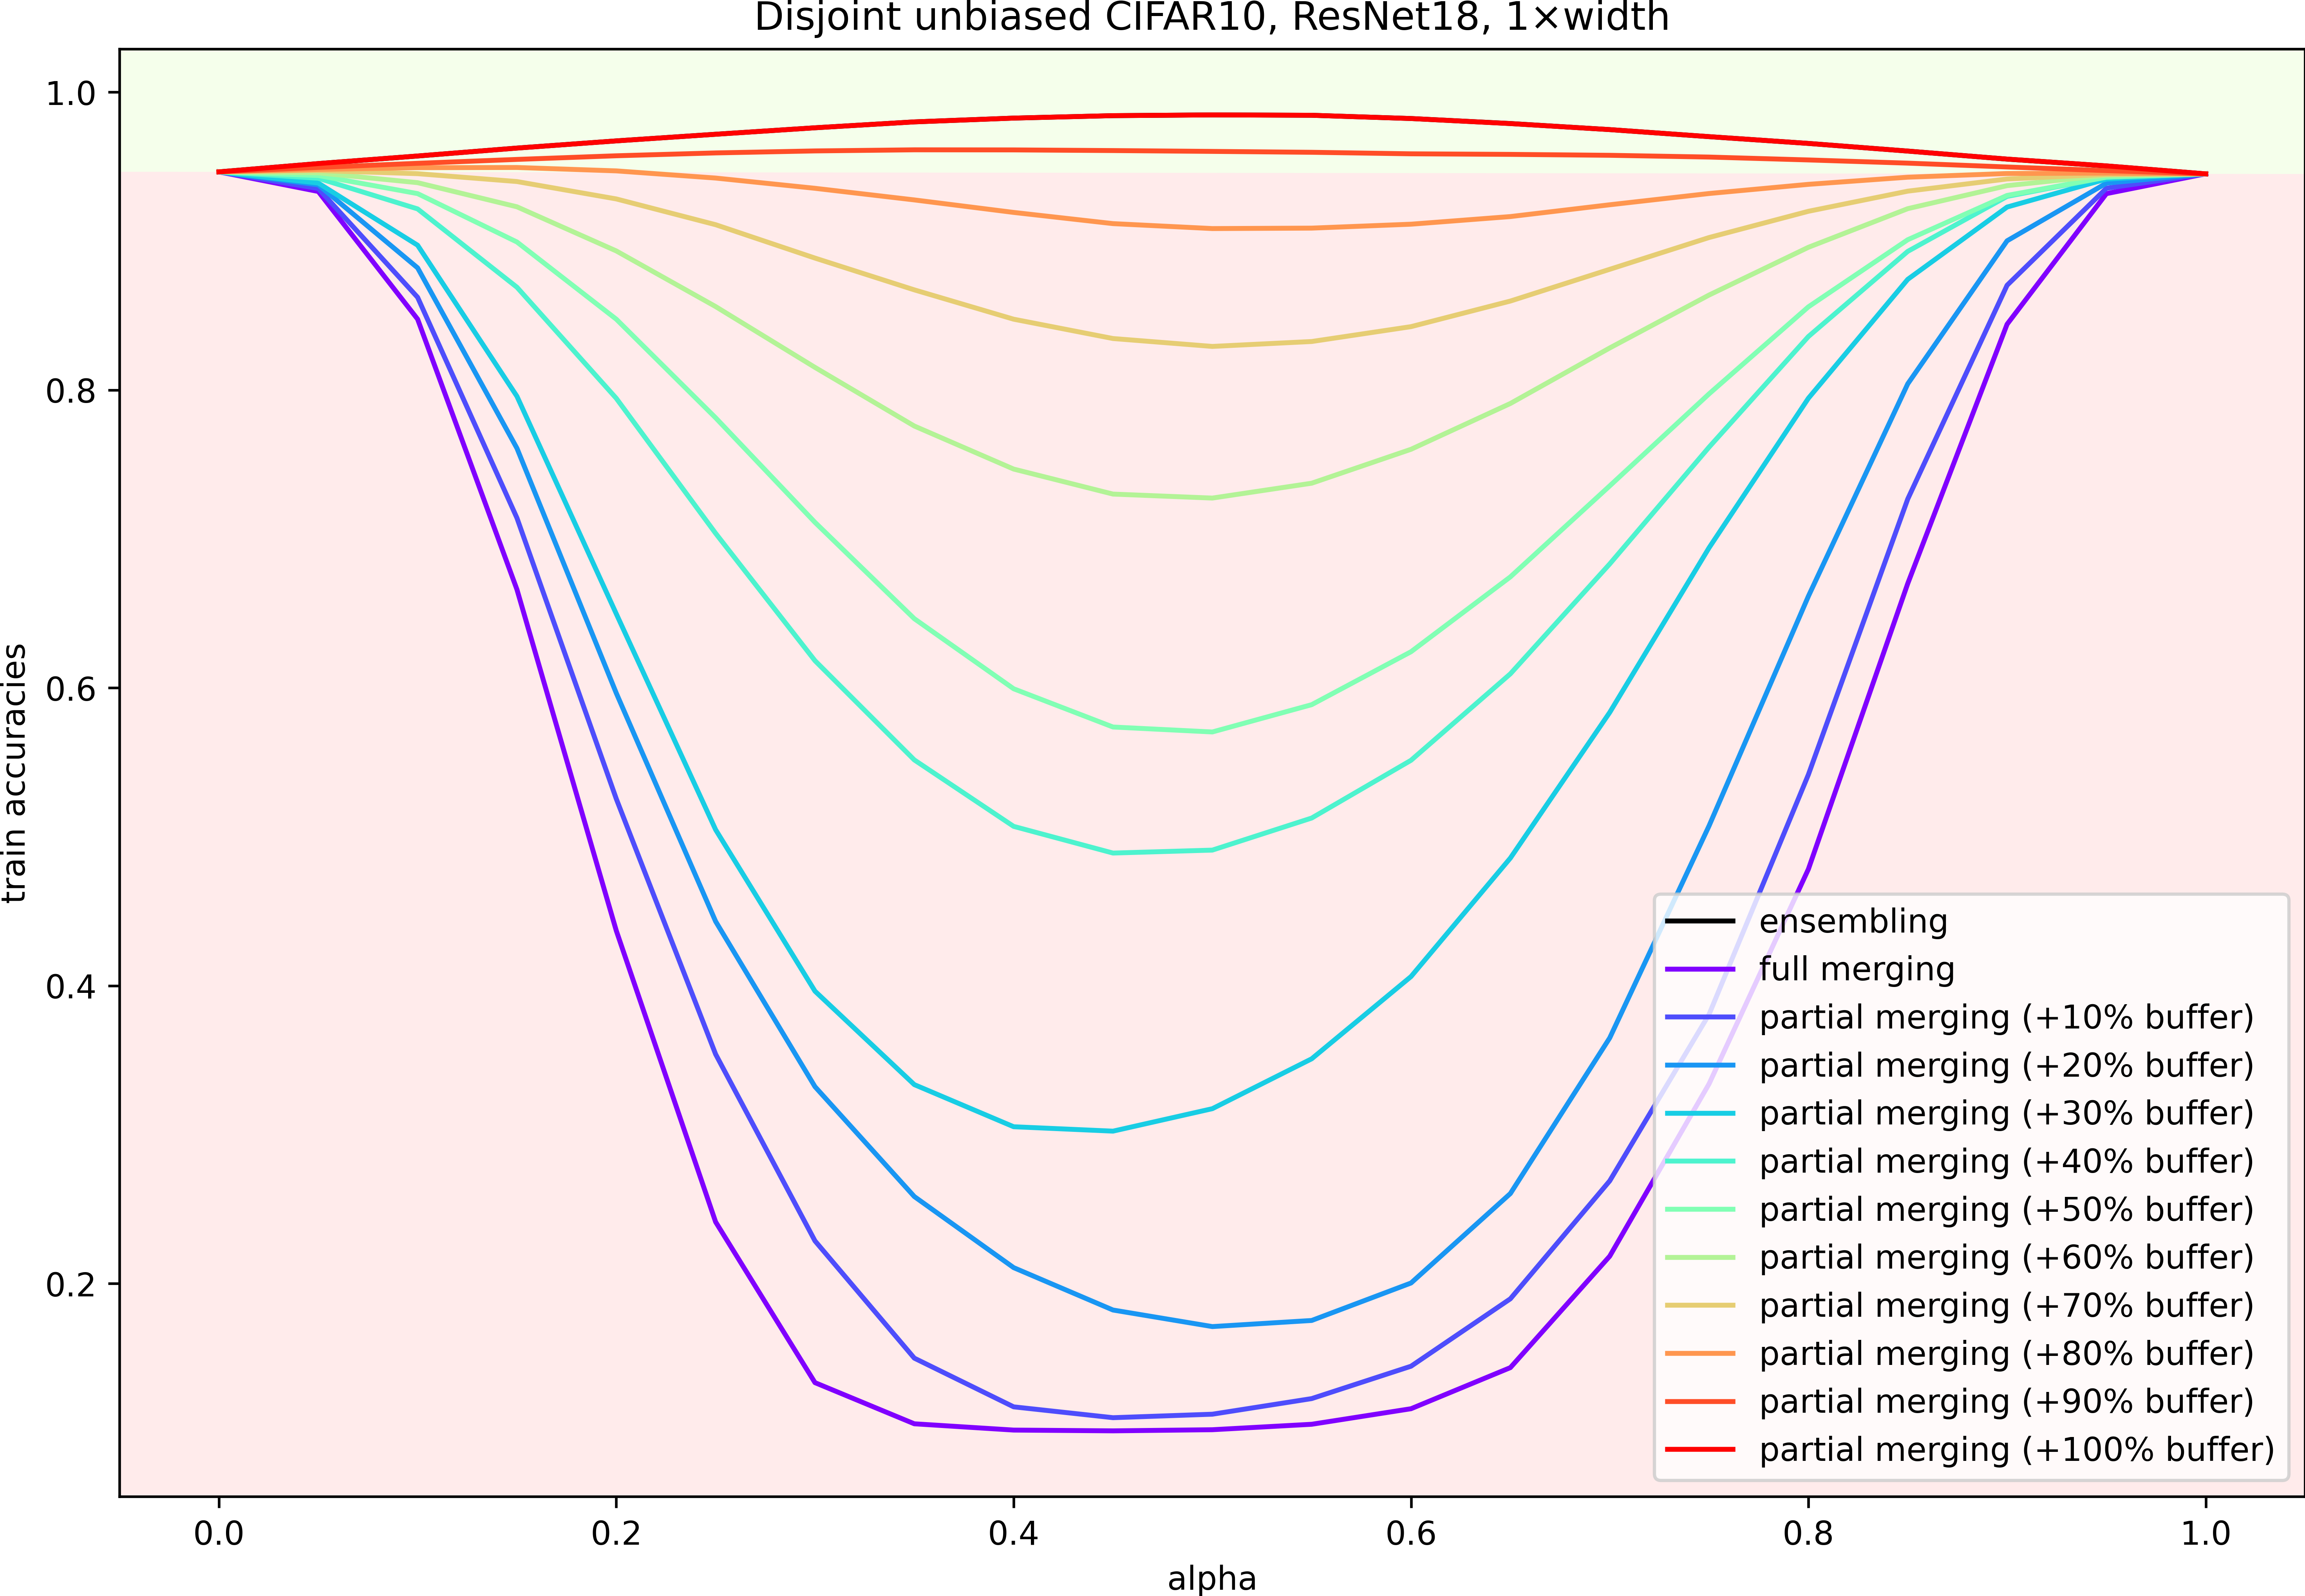 Disjoint unbiased CIFAR10, ResNet18, 1×width
train accuracies
1.0
0.8
0.6
0.4
0.2
ensembling
full merging
partial merging (+10% buffer)
partial merging (+20% buffer)
partial merging (+30% buffer)
partial merging (+40% buffer)
partial merging (+50% buffer)
partial merging (+60% buffer)
partial merging (+70% buffer)
partial merging (+80% buffer)
partial merging (+90% buffer)
partial merging (+100% buffer)
0.0 0.2 0.4 0.6 0.8 1.0
alpha